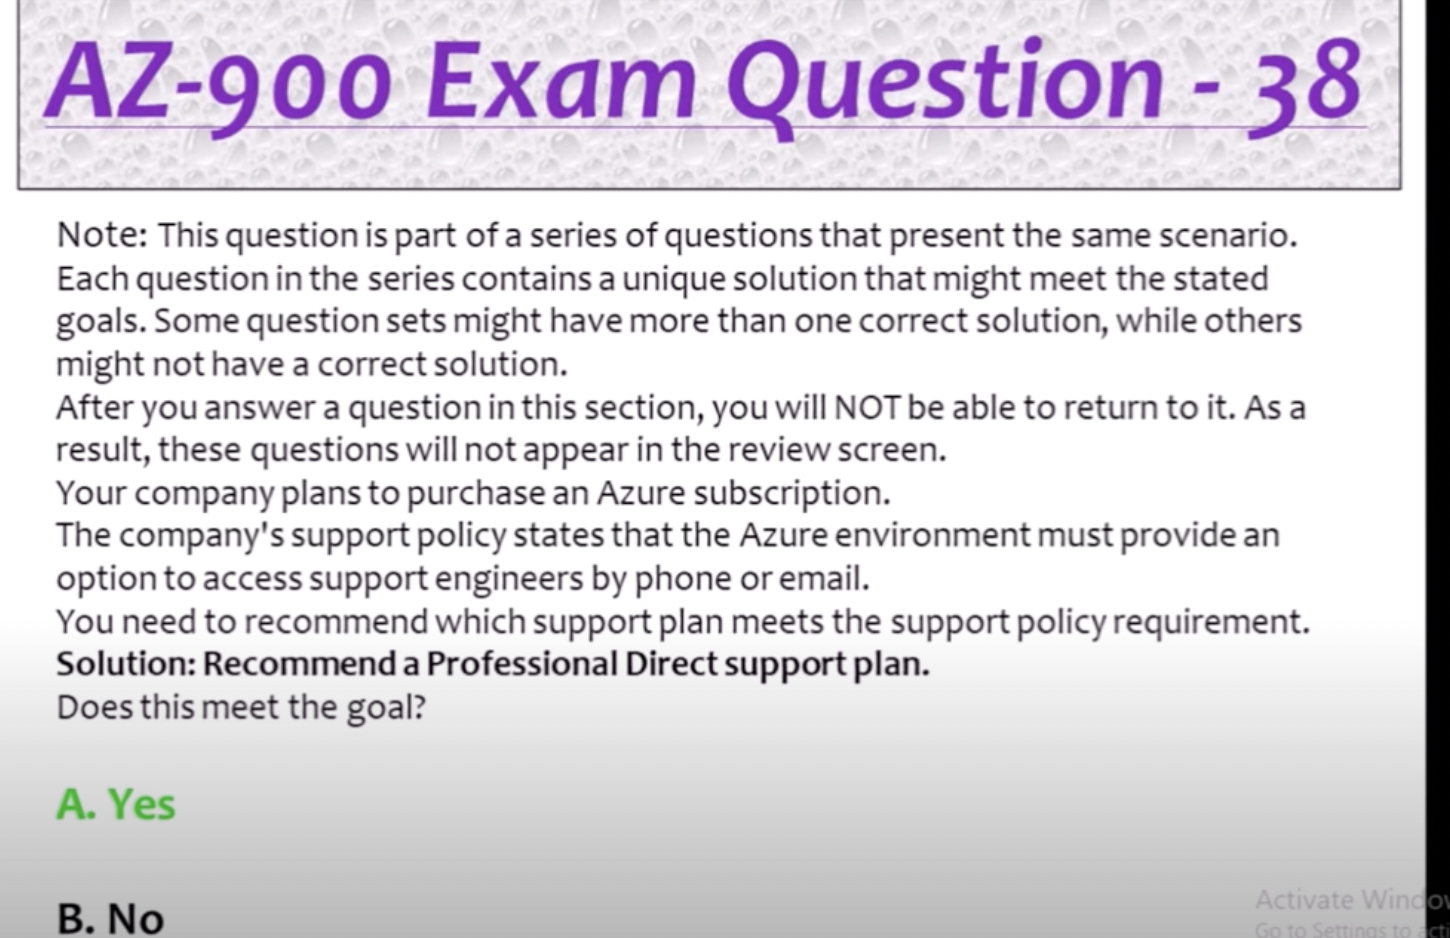 AZ-900 Exam Question - 38
Note: This question is part of a series of questions that present the same scenario.
Each question in the series contains a unique solution that might meet the stated
goals. Some question sets might have more than one correct solution, while others
might not have a correct solution.
After you answer a question in this section, you will NOT be able to return to it. As a
result, these questions will not appear in the review screen.
Your company plans to purchase an Azure subscription.
The company's support policy states that the Azure environment must provide an
option to access support engineers by phone or email.
You need to recommend which support plan meets the support policy requirement.
Solution: Recommend a Professional Direct support plan.
Does this meet the goal?
A. Yes
B. No
Activate
Go to Settings to